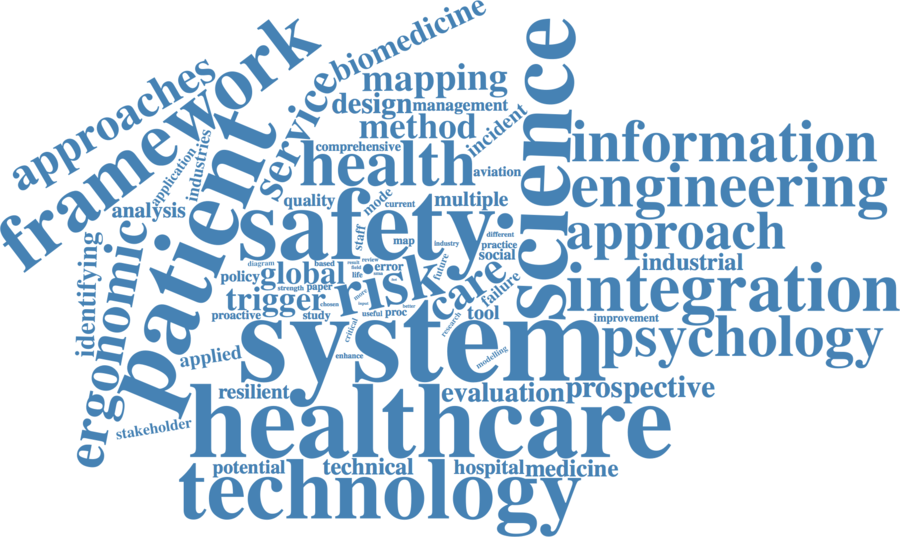 biomedicine
approaches
framework
service
mapping
science
design
management
method
incident
information
comprehensive
application
industries
patient
health
aviation
engineering
quality
mode
current
multiple
analysis
safety
staff
map
industry
different
practice
social
approach
identifying
ergonomic
diagram
based
review
policy
global
life
error
risk
future
care
failure
industrial
integration
strength
paper
trigger
chosen
more
better
proactive
study
useful
proc
tool
research
improvement
critical
system
psychology
applied
enhance
modelling
resilient
evaluation
prospective
healthcare
stakeholder
potential
technical
hospital
medicine
technology